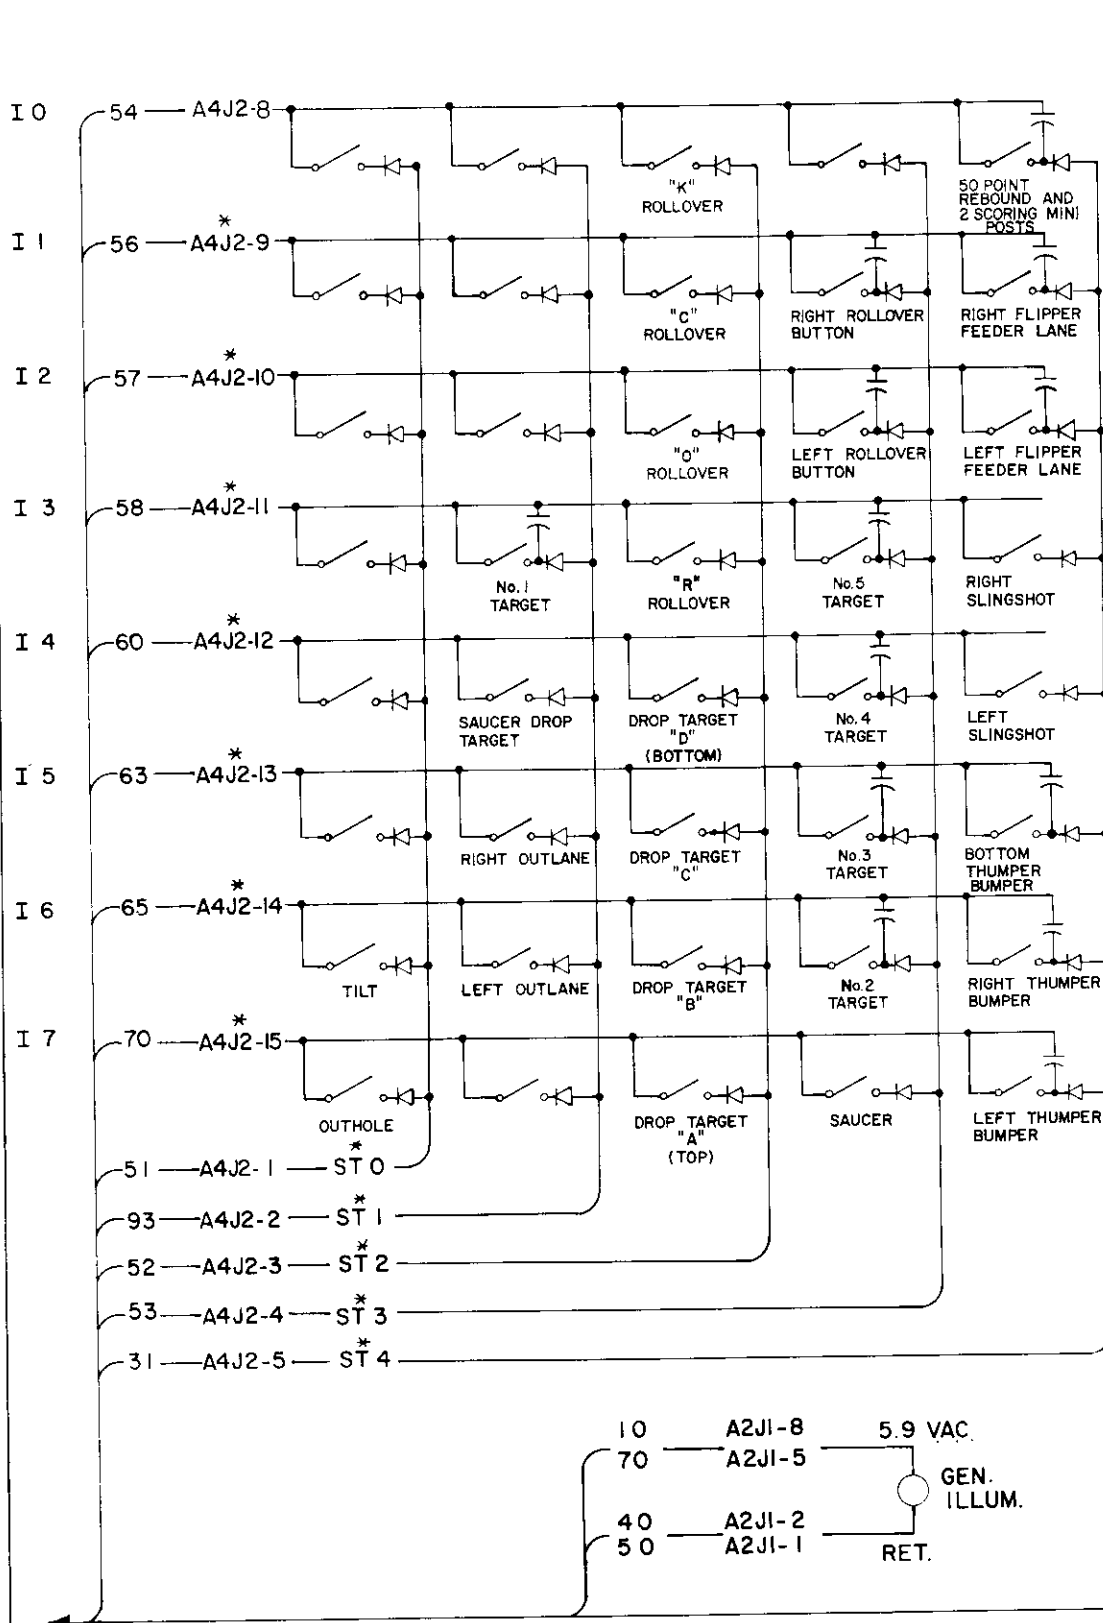 I 0 54 A4J2-8
"K"
ROLLOVER
50 POINT
REBOUND AND
2 SCORING MINI
POSTS
*
I 1 56 A4J2-9
"C"
ROLLOVER
RIGHT ROLLOVER
BUTTON
RIGHT FLIPPER
FEEDER LANE
*
I 2 57 A4J2-10
"O"
ROLLOVER
LEFT ROLLOVER
BUTTON
LEFT FLIPPER
FEEDER LANE
*
I 3 58 A4J2-11
No. 1
TARGET
"R"
ROLLOVER
No. 5
TARGET
RIGHT
SLINGSHOT
*
I 4 60 A4J2-12
SAUCER DROP
TARGET
DROP TARGET
"D"
(BOTTOM)
No. 4
TARGET
LEFT
SLINGSHOT
*
I 5 63 A4J2-13
RIGHT OUTLANE
DROP TARGET
"C"
No. 3
TARGET
BOTTOM
THUMPER
BUMPER
*
I 6 65 A4J2-14
TILT
LEFT OUTLANE
DROP TARGET
"B"
No. 2
TARGET
RIGHT THUMPER
BUMPER
*
I 7 70 A4J2-15
OUTHOLE
DROP TARGET
"A"
(TOP)
SAUCER
LEFT THUMPER
BUMPER
*
51 A4J2-1 ST 0
*
93 A4J2-2 ST 1
*
52 A4J2-3 ST 2
*
53 A4J2-4 ST 3
*
31 A4J2-5 ST 4
10 A2J1-8 5.9 VAC.
70 A2J1-5
GEN.
ILLUM.
40 A2J1-2
50 A2J1-1
RET.